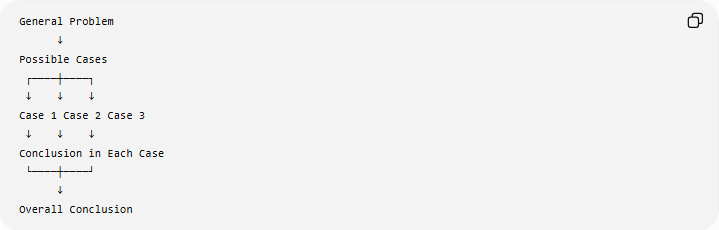 General Problem
↓
Possible Cases
┌────┼────┐
↓ ↓ ↓
Case 1 Case 2 Case 3
↓ ↓ ↓
Conclusion in Each Case
└────┼────┘
↓
Overall Conclusion